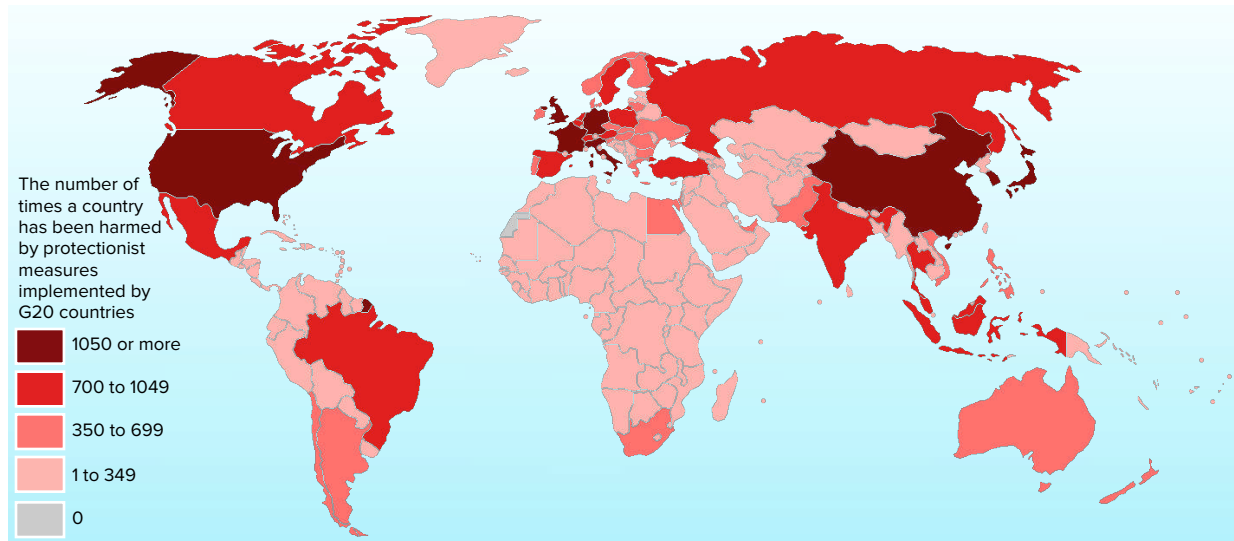 The number of
times a country
has been harmed
by protectionist
measures
implemented by
G20 countries
1050 or more
700 to 1049
350 to 699
1 to 349
0